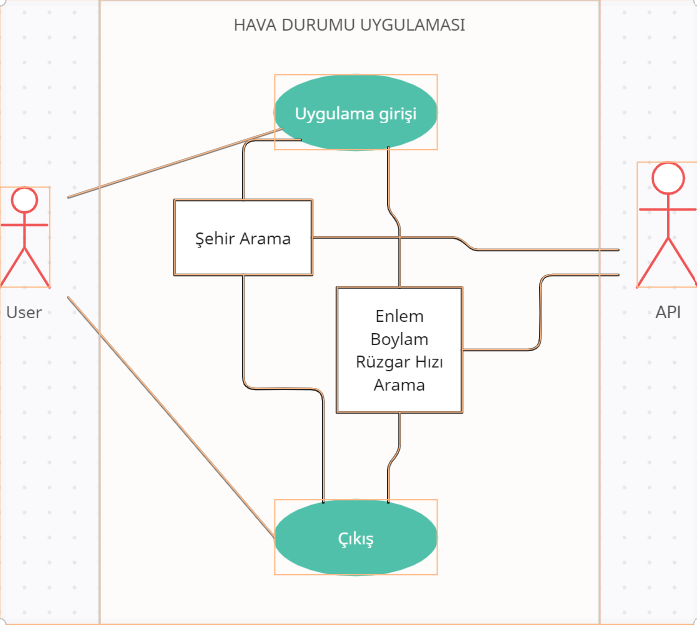 HAVA DURUMU UYGULAMASI
Uygulama girişi
Şehir Arama
User
API
Enlem
Boylam
Rüzgar Hızı
Arama
Çıkış